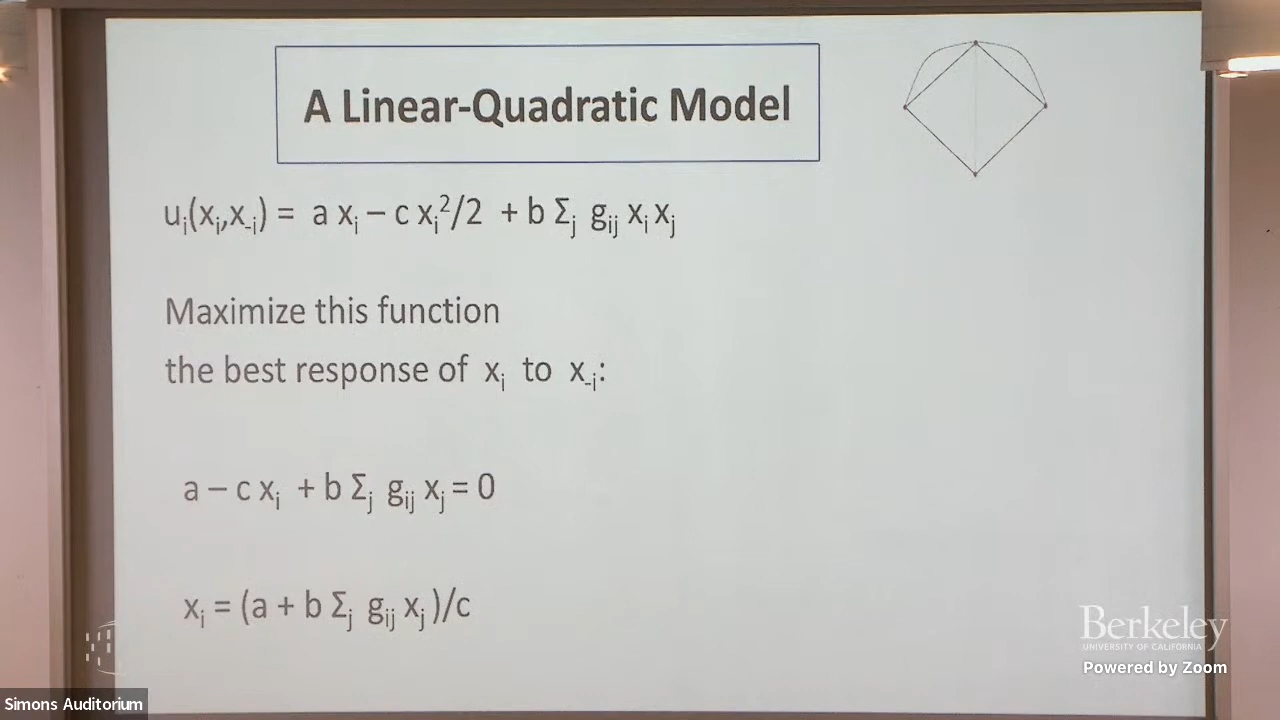 A Linear-Quadratic Model
uᵢ(xᵢ,x₋ᵢ) = a xᵢ – c xᵢ²/2 + b Σⱼ gᵢⱼ xᵢ xⱼ
Maximize this function
the best response of xᵢ to x₋ᵢ:
a – c xᵢ + b Σⱼ gᵢⱼ xⱼ = 0
xᵢ = (a + b Σⱼ gᵢⱼ xⱼ )/c
Berkeley
UNIVERSITY OF CALIFORNIA
Powered by Zoom
Simons Auditorium